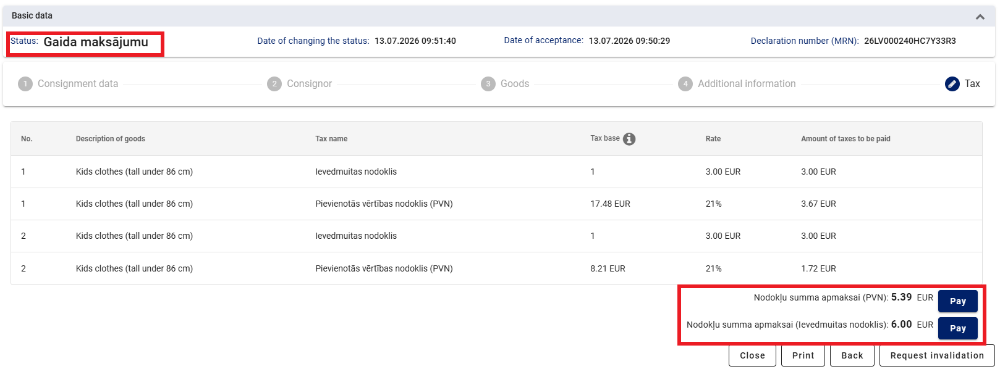 Basic data
Status: Gaida maksājumu Date of changing the status: 13.07.2026 09:51:40 Date of acceptance: 13.07.2026 09:50:29 Declaration number (MRN): 26LV000240HC7Y33R3
1 Consignment data 2 Consignor 3 Goods 4 Additional information Tax
No. Description of goods Tax name Tax base i Rate Amount of taxes to be paid
1 Kids clothes (tall under 86 cm) Ievedmuitas nodoklis 1 3.00 EUR 3.00 EUR
1 Kids clothes (tall under 86 cm) Pievienotās vērtības nodoklis (PVN) 17.48 EUR 21% 3.67 EUR
2 Kids clothes (tall under 86 cm) Ievedmuitas nodoklis 1 3.00 EUR 3.00 EUR
2 Kids clothes (tall under 86 cm) Pievienotās vērtības nodoklis (PVN) 8.21 EUR 21% 1.72 EUR
Nodokļu summa apmaksai (PVN): 5.39 EUR Pay
Nodokļu summa apmaksai (Ievedmuitas nodoklis): 6.00 EUR Pay
Close Print Back Request invalidation